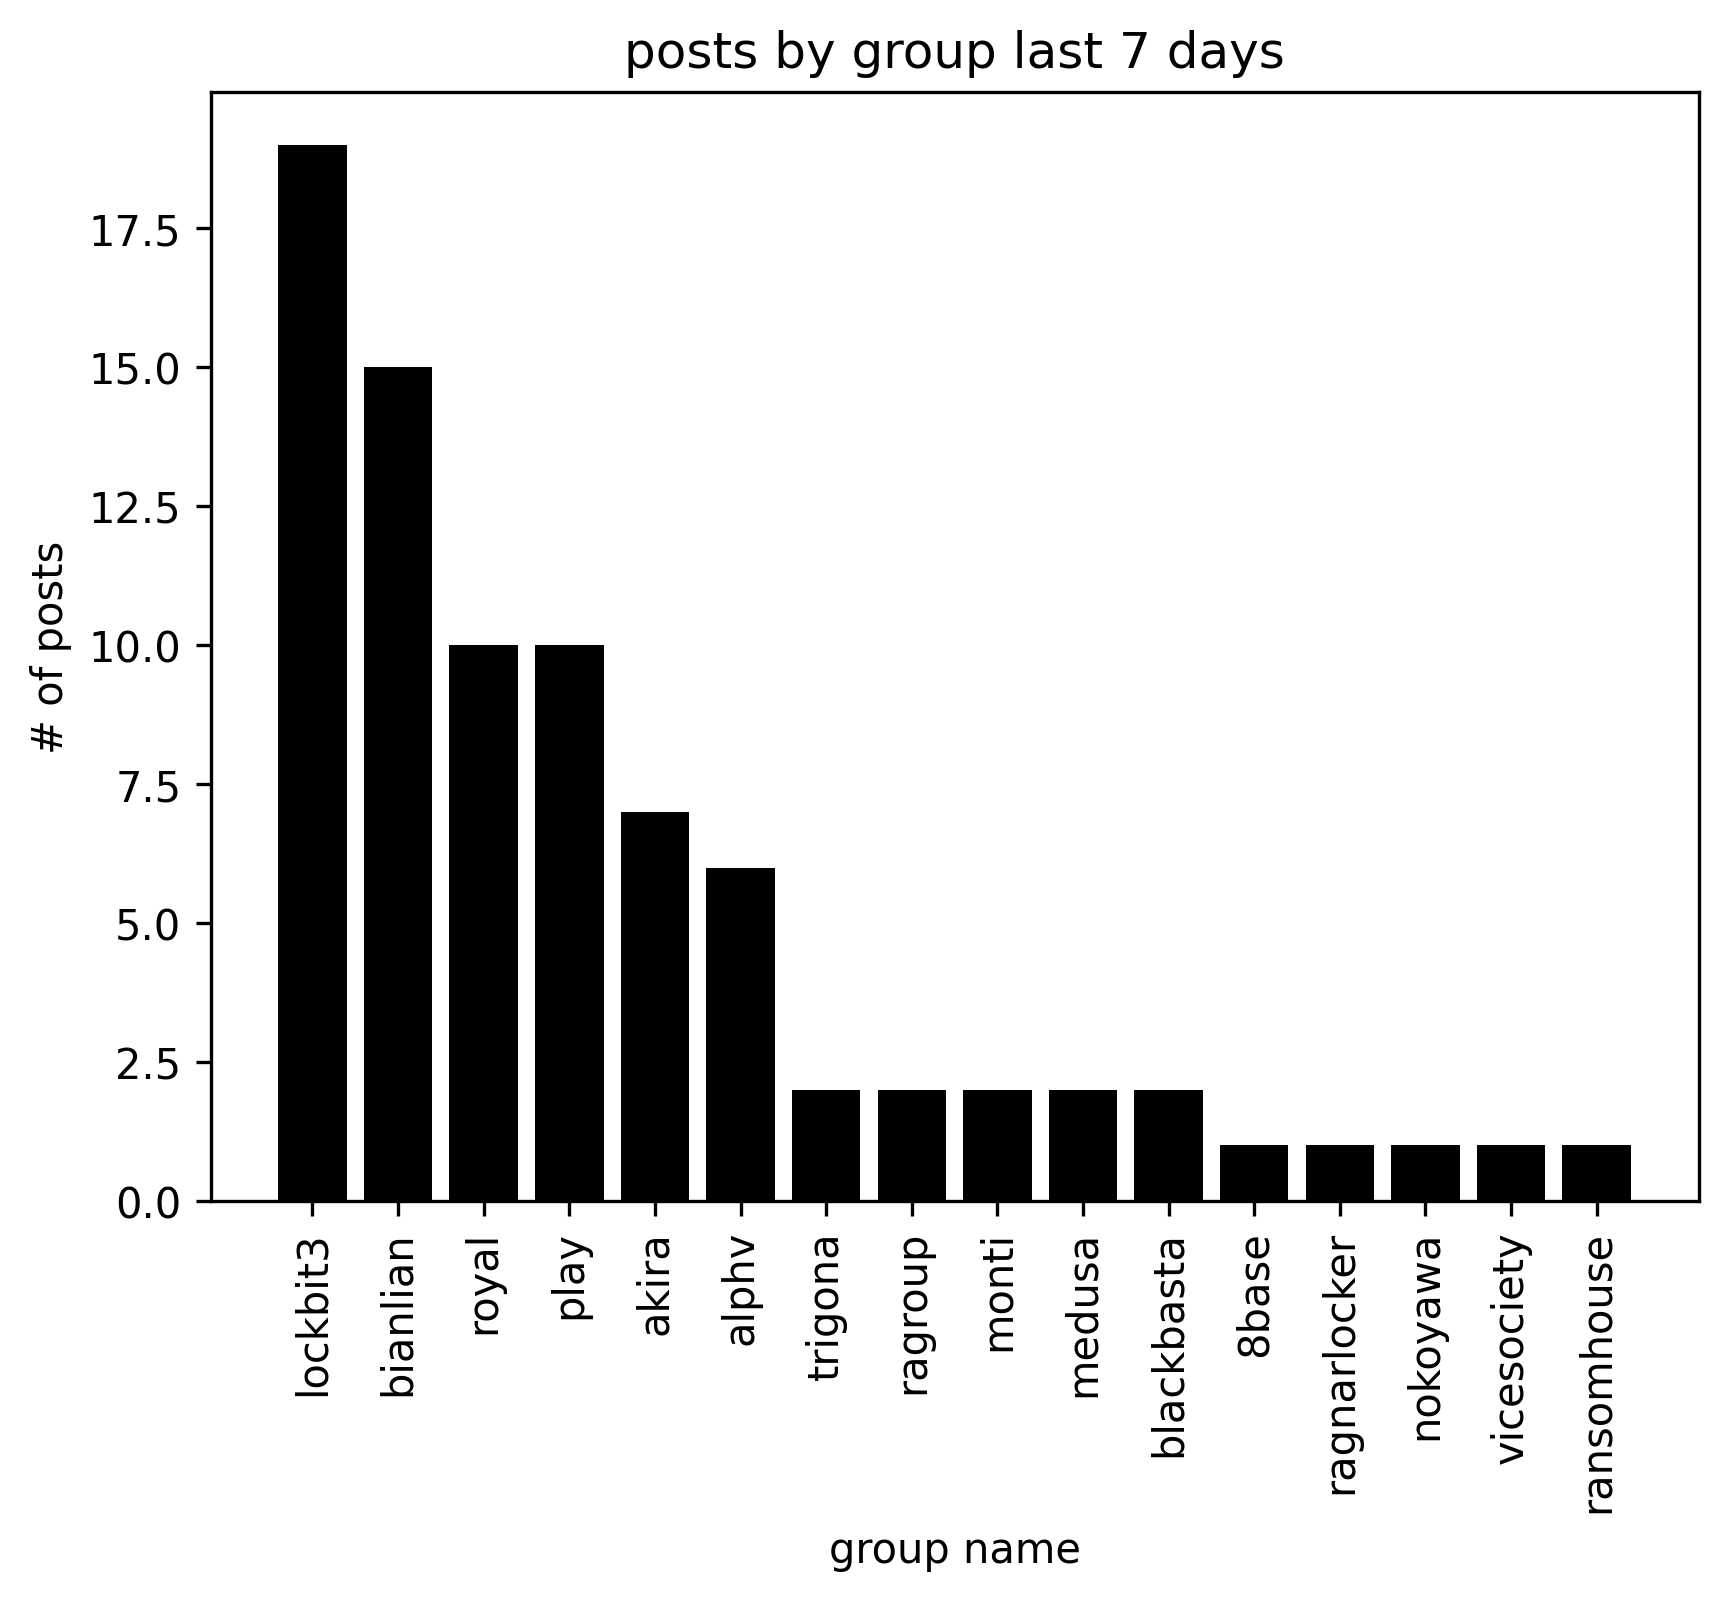 posts by group last 7 days
# of posts
17.5
15.0
12.5
10.0
7.5
5.0
2.5
0.0
lockbit3
bianlian
royal
play
akira
alphv
trigona
ragroup
monti
medusa
blackbasta
8base
ragnarlocker
nokoyawa
vicesociety
ransomhouse
group name